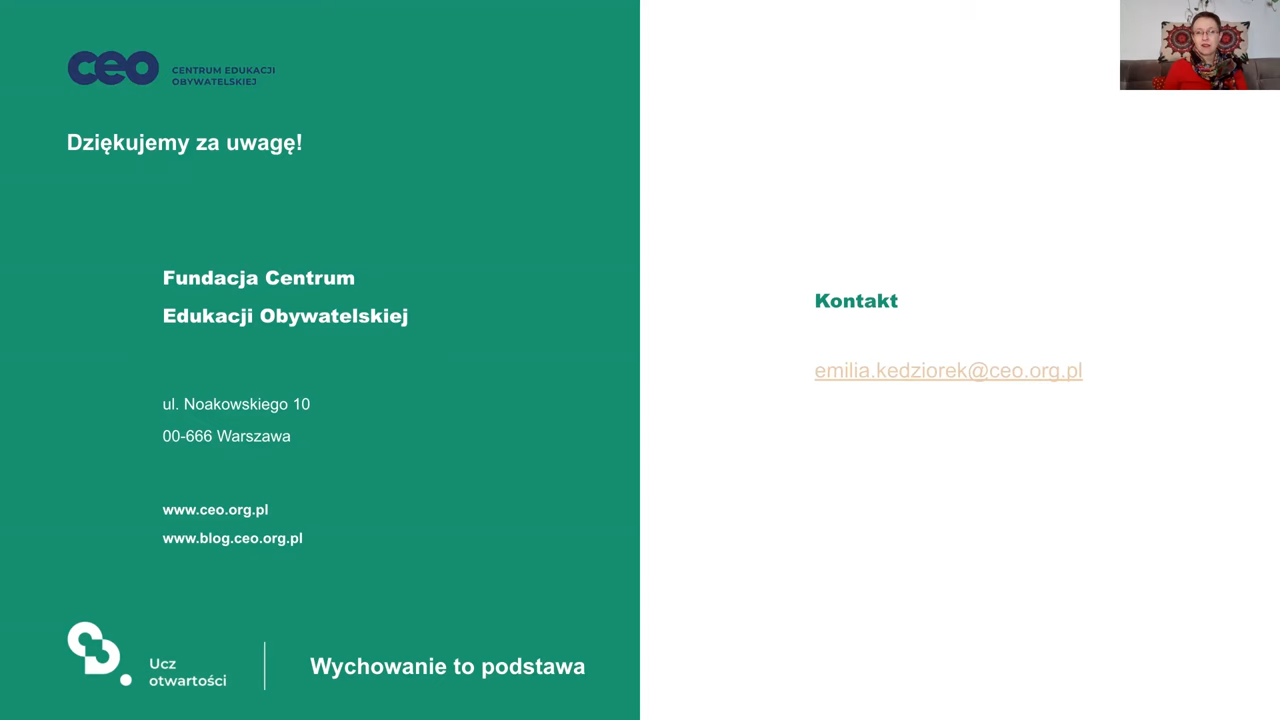 ceo
CENTRUM EDUKACJI
OBYWATELSKIEJ
Dziękujemy za uwagę!
Fundacja Centrum
Edukacji Obywatelskiej
ul. Noakowskiego 10
00-666 Warszawa
www.ceo.org.pl
www.blog.ceo.org.pl
Ucz
otwartości
Wychowanie to podstawa
Kontakt
emilia.kedziorek@ceo.org.pl